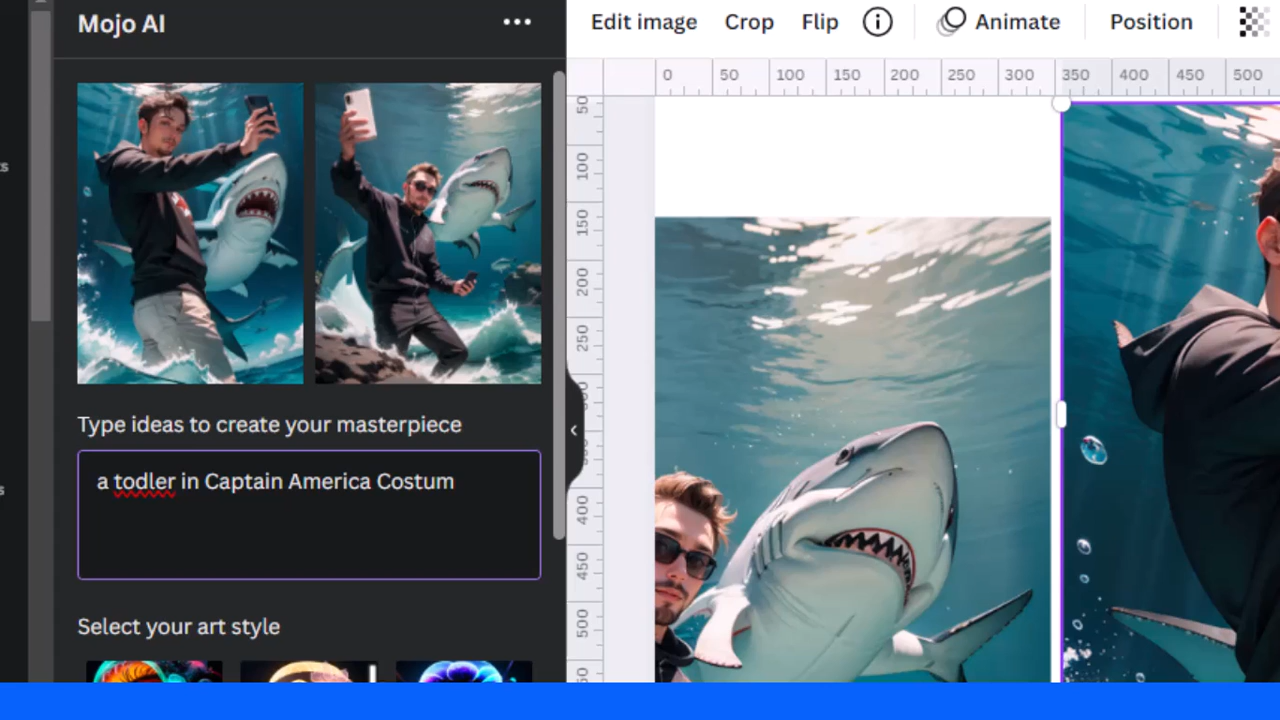 Mojo AI
Edit image Crop Flip Animate Position
0 50 100 150 200 250 300 350 400 450 500
50
100
150
200
250
400
450
500
s
Type ideas to create your masterpiece
a todler in Captain America Costum
s
Select your art style